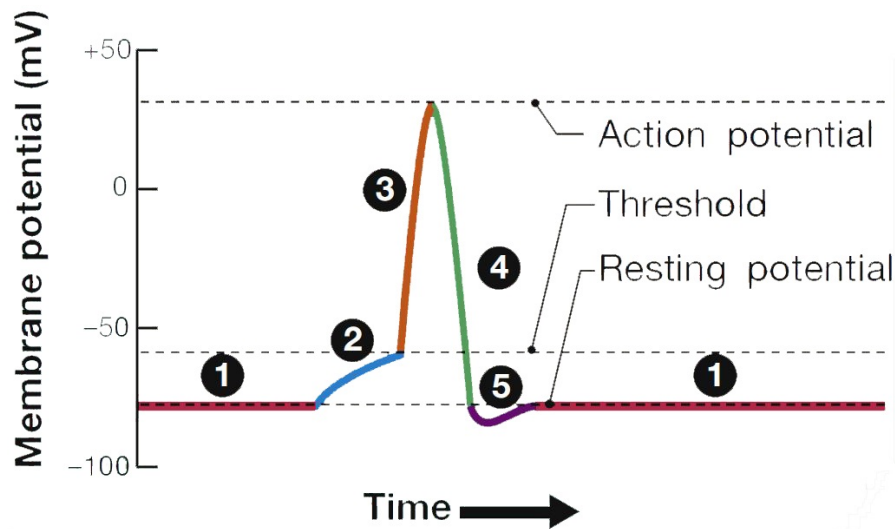 Membrane potential (mV)
+50
0
−50
−100
Action potential
Threshold
Resting potential
3
4
2
1
5
1
Time